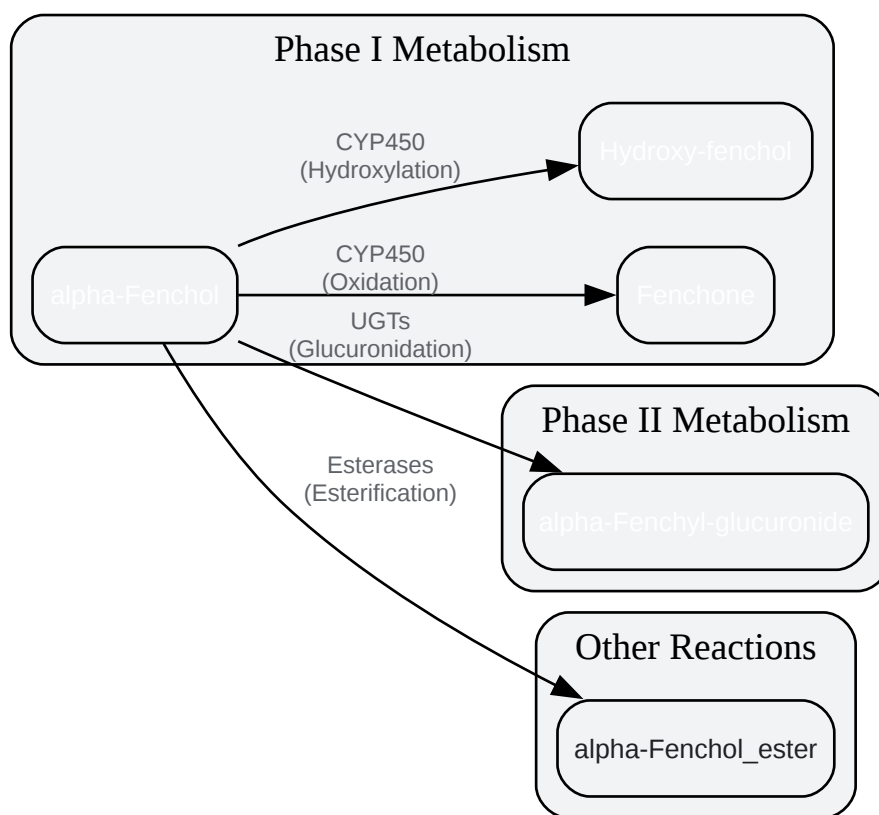 Phase I Metabolism
CYP450
(Hydroxylation)
Hydroxy-fenchol
alpha-Fenchol
CYP450
(Oxidation)
Fenchone
UGTs
(Glucuronidation)
Phase II Metabolism
Esterases
(Esterification)
alpha-Fenchyl-glucuronide
Other Reactions
alpha-Fenchol_ester